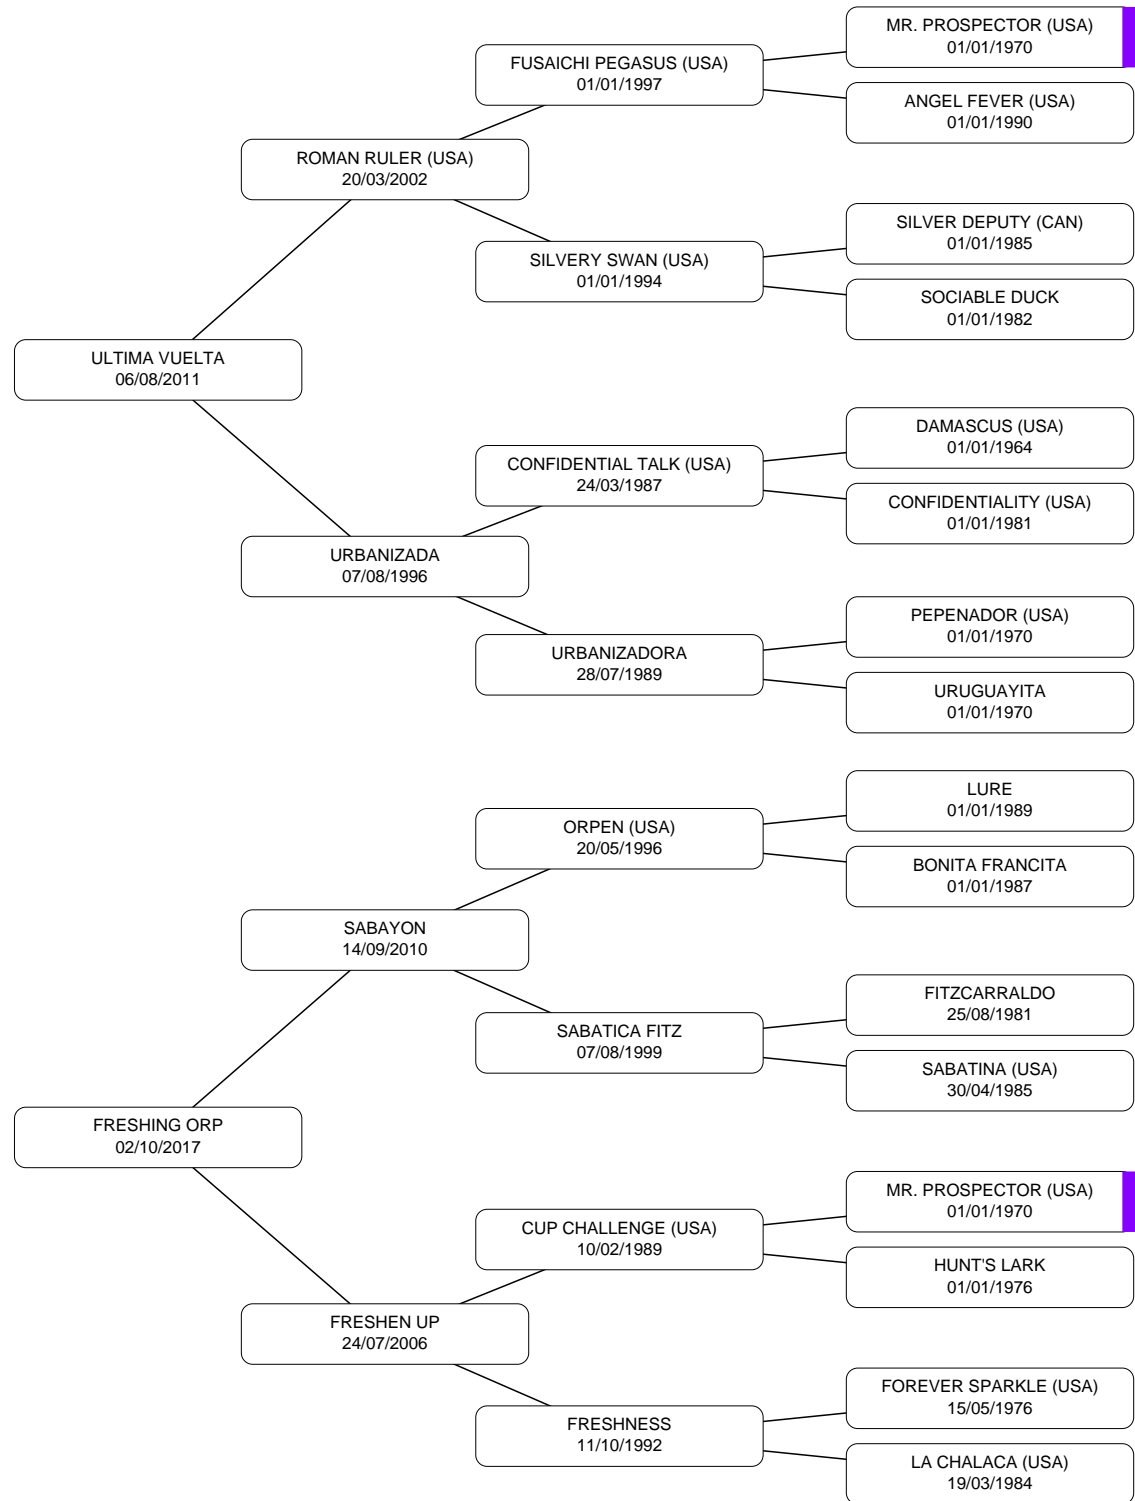 MR. PROSPECTOR (USA)
01/01/1970
FUSAICHI PEGASUS (USA)
01/01/1997
ANGEL FEVER (USA)
01/01/1990
ROMAN RULER (USA)
20/03/2002
SILVER DEPUTY (CAN)
01/01/1985
SILVERY SWAN (USA)
01/01/1994
SOCIABLE DUCK
01/01/1982
ULTIMA VUELTA
06/08/2011
DAMASCUS (USA)
01/01/1964
CONFIDENTIAL TALK (USA)
24/03/1987
CONFIDENTIALITY (USA)
01/01/1981
URBANIZADA
07/08/1996
PEPENADOR (USA)
01/01/1970
URBANIZADORA
28/07/1989
URUGUAYITA
01/01/1970
LURE
01/01/1989
ORPEN (USA)
20/05/1996
BONITA FRANCITA
01/01/1987
SABAYON
14/09/2010
FITZCARRALDO
25/08/1981
SABATICA FITZ
07/08/1999
SABATINA (USA)
30/04/1985
FRESHING ORP
02/10/2017
MR. PROSPECTOR (USA)
01/01/1970
CUP CHALLENGE (USA)
10/02/1989
HUNT'S LARK
01/01/1976
FRESHEN UP
24/07/2006
FOREVER SPARKLE (USA)
15/05/1976
FRESHNESS
11/10/1992
LA CHALACA (USA)
19/03/1984